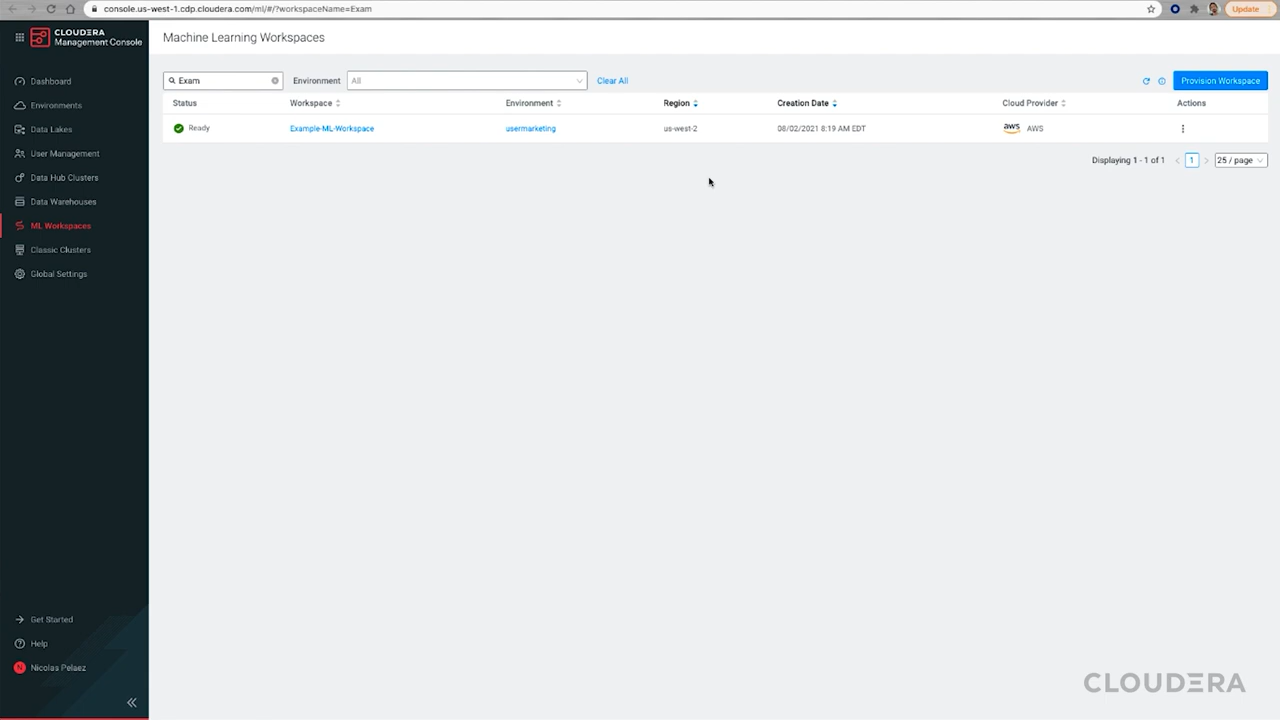 console.us-west-1.cdp.cloudera.com/ml/#/?workspaceName=Exam
Update
CLOUDERA
Management Console
Machine Learning Workspaces
Dashboard
Environments
Data Lakes
User Management
Data Hub Clusters
Data Warehouses
ML Workspaces
Classic Clusters
Global Settings
Exam
Environment
All
Clear All
Provision Workspace
Status Workspace Environment Region Creation Date Cloud Provider Actions
Ready Example-ML-Workspace usermarketing us-west-2 08/02/2021 8:19 AM EDT aws AWS
Displaying 1 - 1 of 1
1
25 / page
Get Started
Help
N Nicolas Pelaez
CLOUDERA